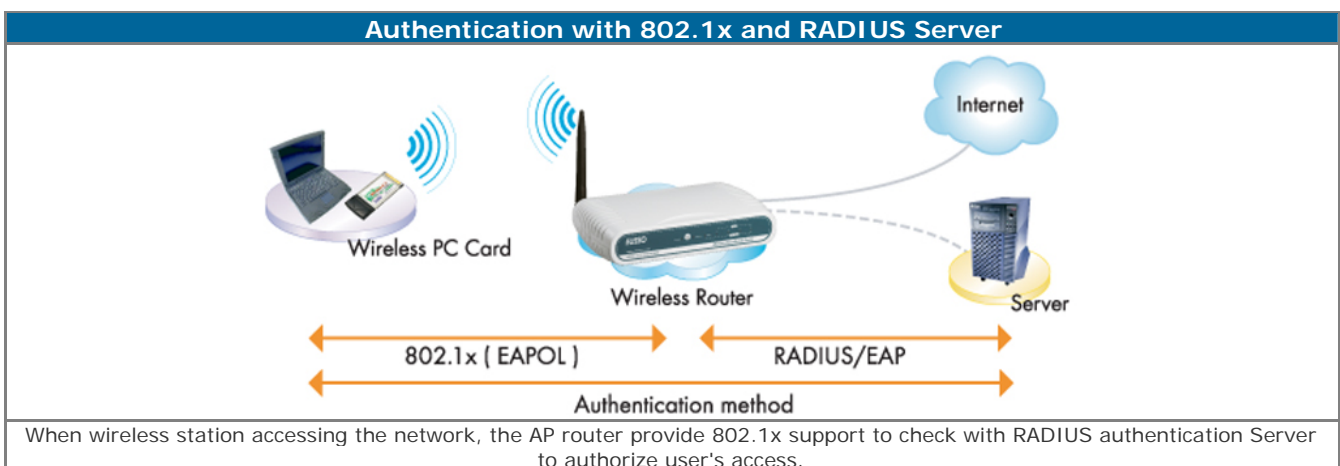 Authentication with 802.1x and RADIUS Server
Internet
Wireless PC Card
Wireless Router
Server
802.1x ( EAPOL )
RADIUS/EAP
Authentication method
When wireless station accessing the network, the AP router provide 802.1x support to check with RADIUS authentication Server
to authorize user's access.